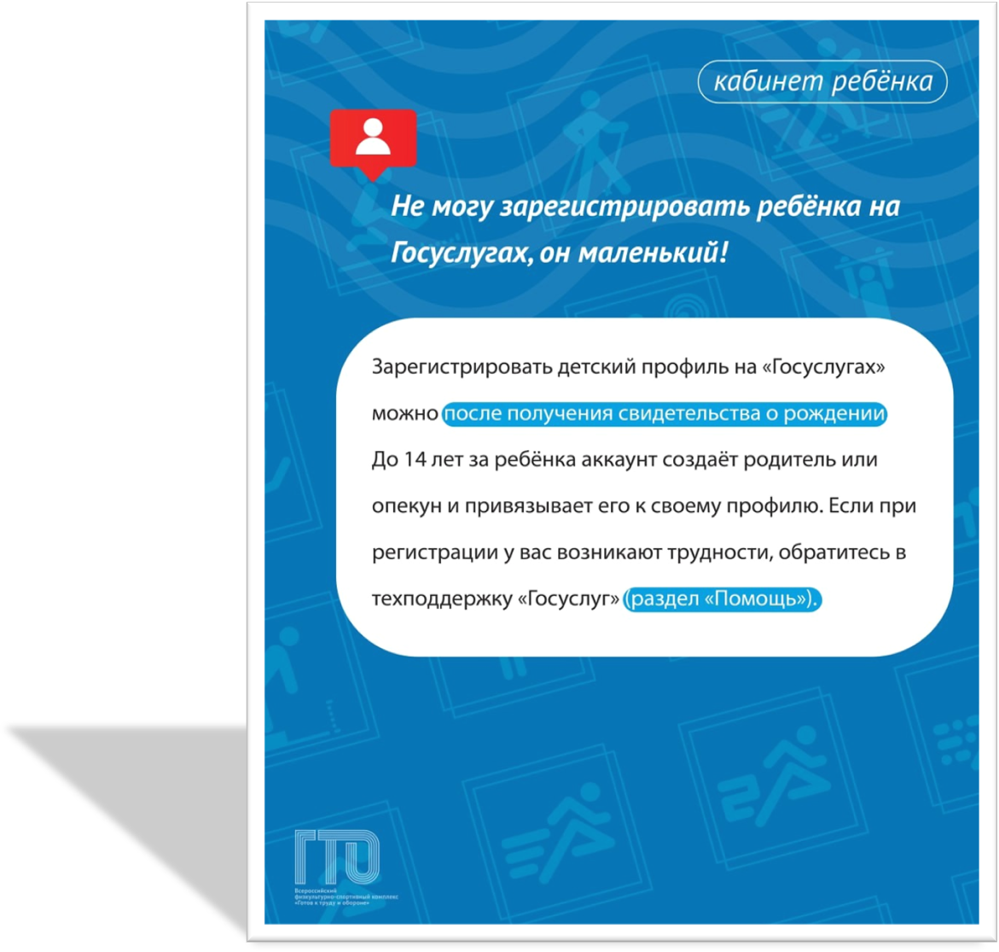 кабинет ребёнка
Не могу зарегистрировать ребёнка на
Госуслугах, он маленький!
Зарегистрировать детский профиль на «Госуслугах»
можно после получения свидетельства о рождении
До 14 лет за ребёнка аккаунт создаёт родитель или
опекун и привязывает его к своему профилю. Если при
регистрации у вас возникают трудности, обратитесь в
техподдержку «Госуслуг» (раздел «Помощь»).
ГТО
Всероссийский
физкультурно-спортивный комплекс
«Готов к труду и обороне»